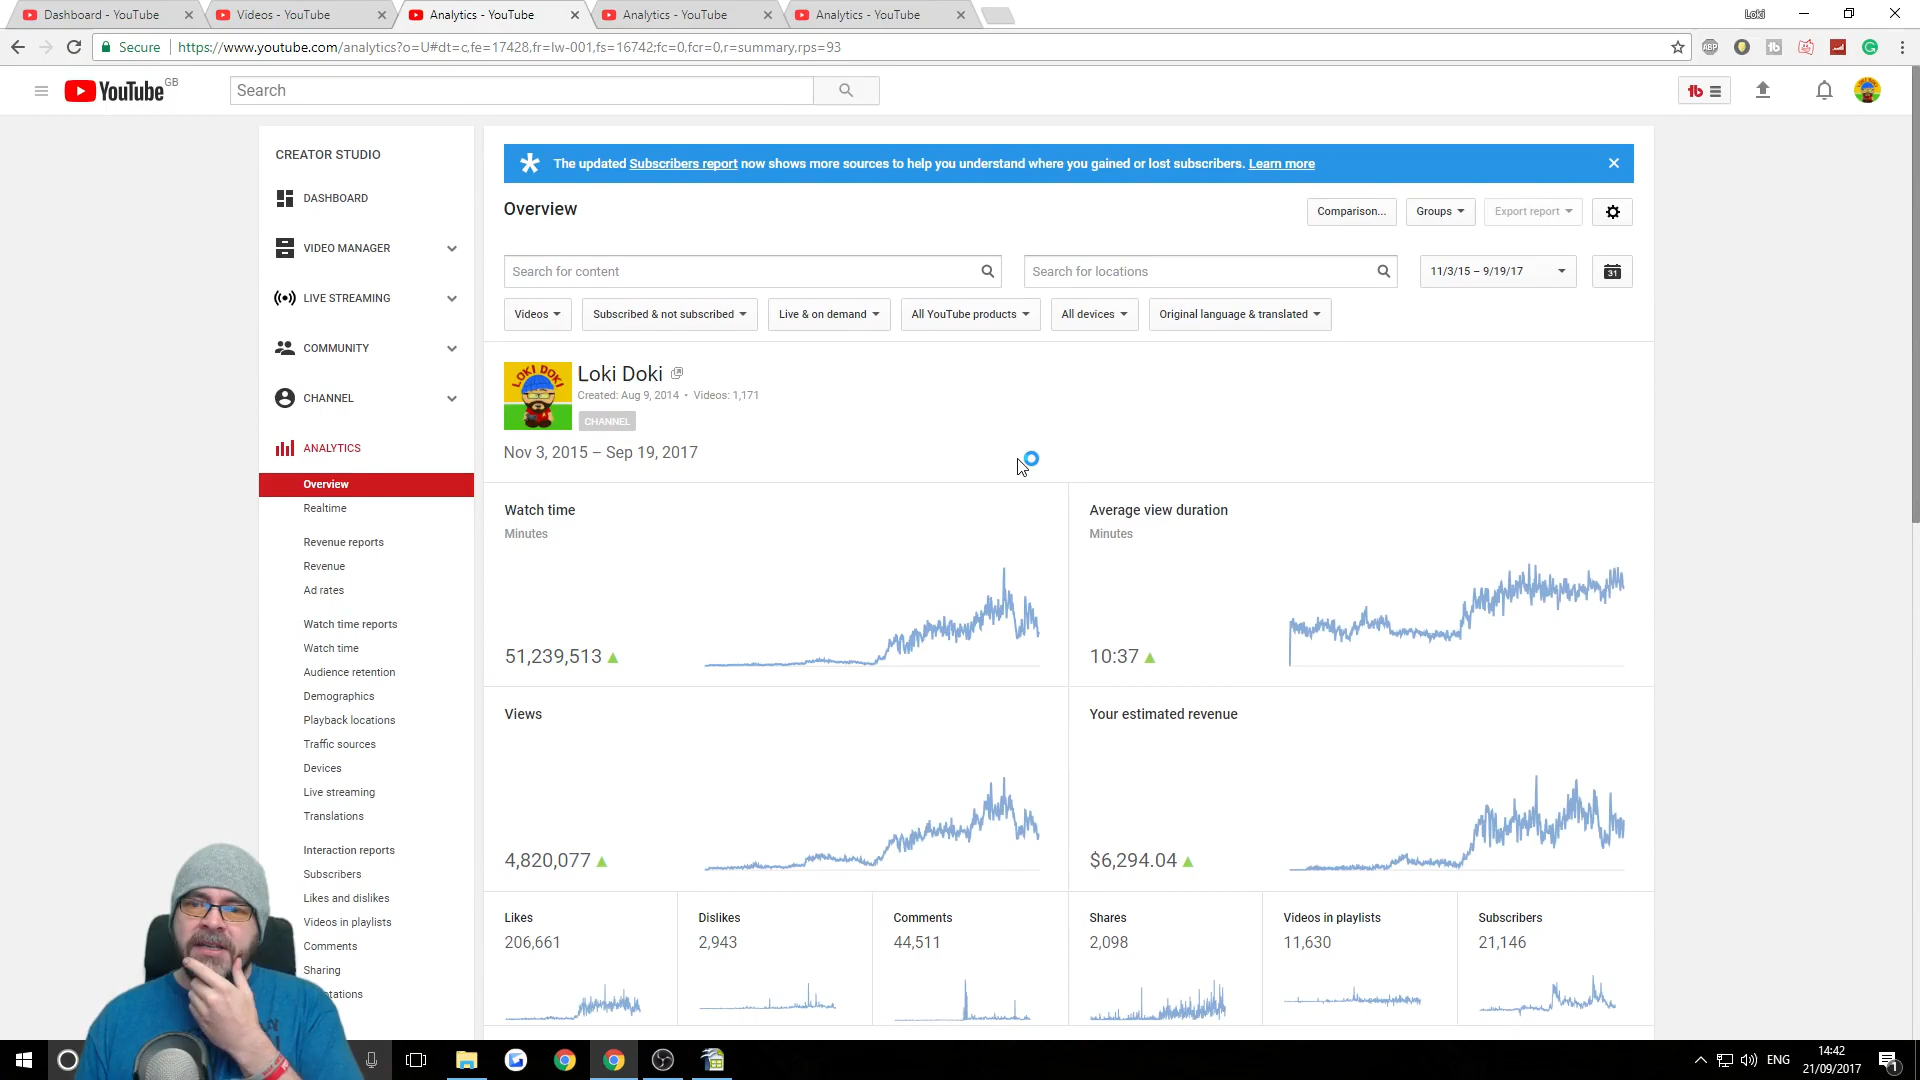 Dashboard - YouTube
Videos - YouTube
Analytics - YouTube
Analytics - YouTube
Analytics - YouTube
Loki
Secure
https://www.youtube.com/analytics?o=U#dt=c,fe=17428,fr=lw-001,fs=16742;fc=0,fcr=0,r=summary,rps=93
ABP
YouTube GB
Search
CREATOR STUDIO
DASHBOARD
VIDEO MANAGER
LIVE STREAMING
COMMUNITY
CHANNEL
ANALYTICS
Overview
Realtime
Revenue reports
Revenue
Ad rates
Watch time reports
Watch time
Audience retention
Demographics
Playback locations
Traffic sources
Devices
Live streaming
Translations
Interaction reports
Subscribers
Likes and dislikes
Videos in playlists
Comments
Sharing
tations
The updated Subscribers report now shows more sources to help you understand where you gained or lost subscribers. Learn more
Overview
Comparison...
Groups
Export report
Search for content
Search for locations
11/3/15 – 9/19/17
31
Videos
Subscribed & not subscribed
Live & on demand
All YouTube products
All devices
Original language & translated
LOKI DOKI
Loki Doki
Created: Aug 9, 2014 • Videos: 1,171
CHANNEL
Nov 3, 2015 – Sep 19, 2017
Watch time
Minutes
51,239,513
Average view duration
Minutes
10:37
Views
4,820,077
Your estimated revenue
$6,294.04
Likes
206,661
Dislikes
2,943
Comments
44,511
Shares
2,098
Videos in playlists
11,630
Subscribers
21,146
ENG
14:42
21/09/2017
1